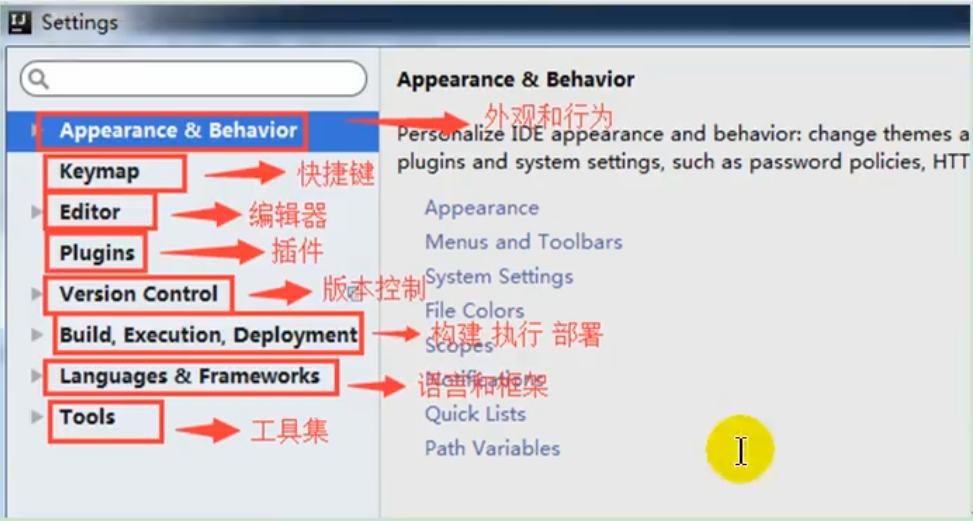 Settings
Appearance & Behavior 外观和行为
Keymap 快捷键
Editor 编辑器
Plugins 插件
Version Control 版本控制
Build, Execution, Deployment 构建 执行 部署
Languages & Frameworks 语言和框架
Tools 工具集
Appearance & Behavior
Personalize IDE appearance and behavior: change themes a
plugins and system settings, such as password policies, HTT
Appearance
Menus and Toolbars
System Settings
File Colors
Scopes
Notifications
Quick Lists
Path Variables